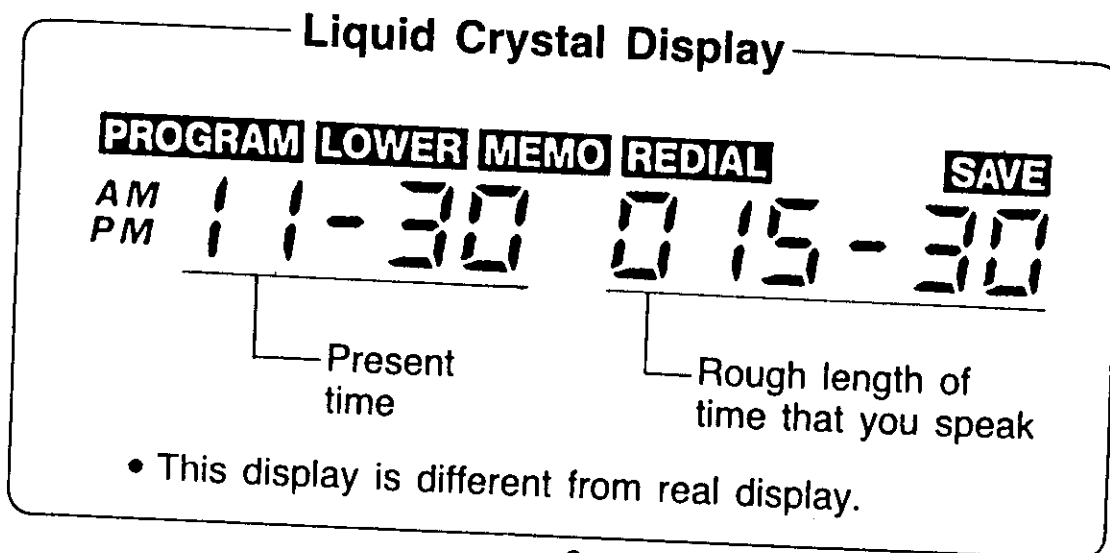 Liquid Crystal Display
PROGRAM LOWER MEMO REDIAL SAVE
AM
PM 11-30 015-30
Present
time
Rough length of
time that you speak
• This display is different from real display.